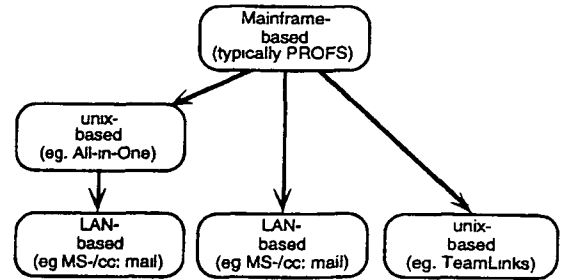 Mainframe-
based
(typically PROFS)
unix-
based
(eg. All-in-One)
LAN-
based
(eg MS-/cc: mail)
LAN-
based
(eg MS-/cc: mail)
unix-
based
(eg. TeamLinks)